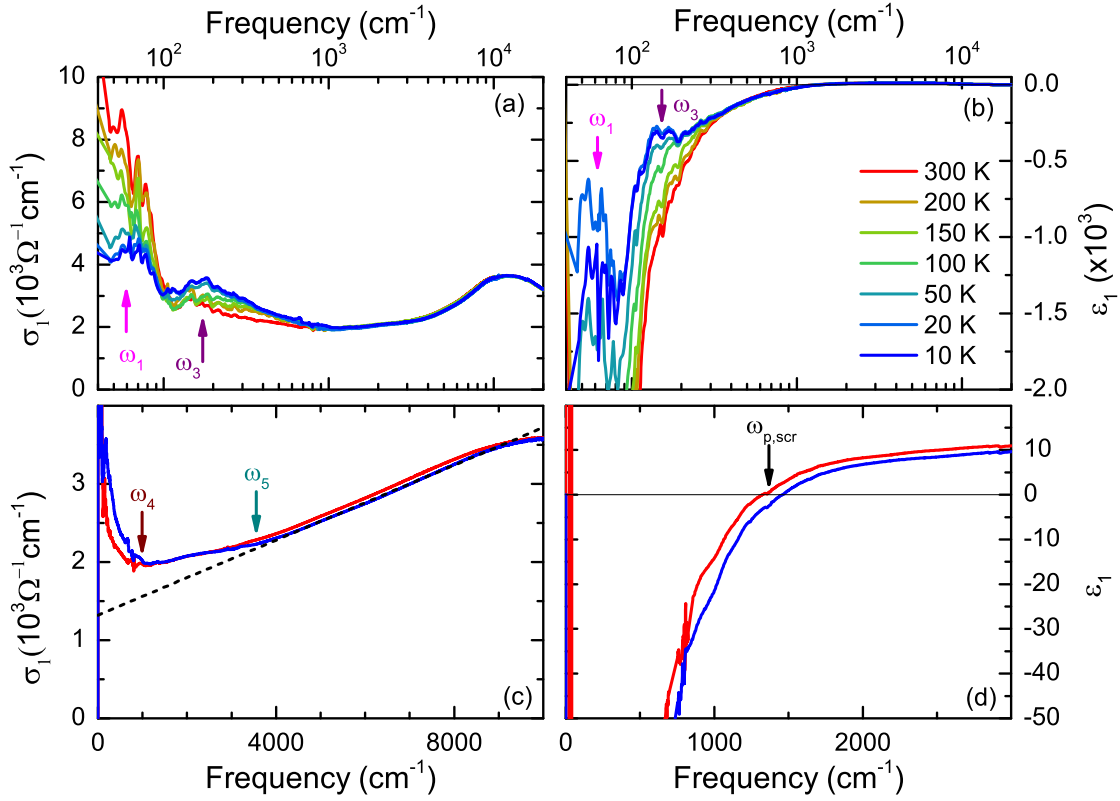 Frequency (cm⁻¹)
Frequency (cm⁻¹)
10² 10³ 10⁴
10² 10³ 10⁴
10
8
6
4
2
0
σ₁(10³Ω⁻¹cm⁻¹)
(a)
ω₁
ω₃
(b)
ω₁
ω₃
300 K
200 K
150 K
100 K
50 K
20 K
10 K
0.0
-0.5
-1.0
-1.5
-2.0
ε₁ (x10³)
3
2
1
0
σ₁(10³Ω⁻¹cm⁻¹)
ω₄
ω₅
(c)
ω_p,scr
(d)
10
0
-10
-20
-30
-40
-50
ε₁
0 4000 8000
0 1000 2000
Frequency (cm⁻¹)
Frequency (cm⁻¹)